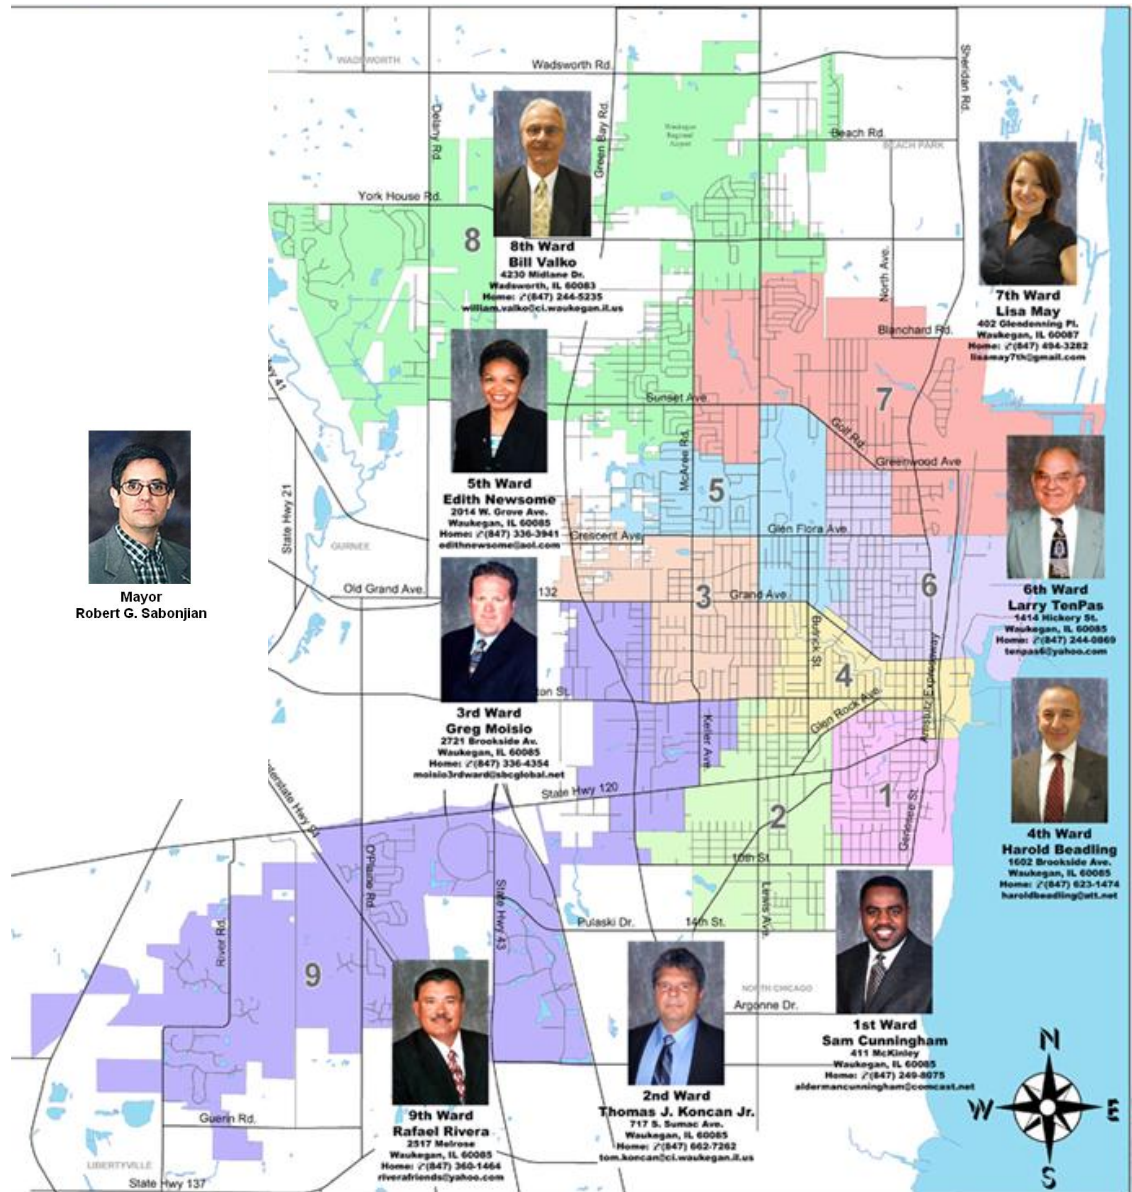 WADSWORTH
Wadsworth Rd.
Sheridan Rd.
Delany Rd.
Green Bay Rd.
Waukegan
Regional
Airport
Beach Rd.
BEACH PARK
York House Rd.
8
8th Ward
Bill Valko
4230 Midlane Dr.
Wadsworth, IL 60083
Home: (847) 244-5235
william.valko@ci.waukegan.il.us
North Ave.
7th Ward
Lisa May
402 Glendenning Pl.
Waukegan, IL 60087
Home: (847) 494-3282
lisamay7th@gmail.com
Blanchard Rd.
41
7
Sunset Ave.
Golf Rd.
McAree Rd.
Greenwood Ave
5th Ward
Edith Newsome
2014 W. Grove Ave.
Waukegan, IL 60085
Home: (847) 336-3941
edithnewsome@aol.com
5
State Hwy 21
GURNEE
Crescent Ave.
Glen Flora Ave.
Old Grand Ave.
132
3
Grand Ave.
6
6th Ward
Larry TenPas
1414 Hickory St.
Waukegan, IL 60085
Home: (847) 244-0869
tenpas6@yahoo.com
Mayor
Robert G. Sabonjian
Butrick St.
4
Amstutz Expressway
ton St.
Glen Rock Ave.
Keller Ave.
3rd Ward
Greg Moisio
2721 Brookside Av.
Waukegan, IL 60085
Home: (847) 336-4354
moisio3rdward@sbcglobal.net
State Hwy 120
Interstate Hwy 94
1
2
Genesee St.
4th Ward
Harold Beadling
1602 Brookside Ave.
Waukegan, IL 60085
Home: (847) 623-1474
haroldbeadling@att.net
10th St.
O'Plaine Rd.
State Hwy 43
Lewis Ave.
River Rd.
Pulaski Dr.
14th St.
9
NORTH CHICAGO
Argonne Dr.
1st Ward
Sam Cunningham
411 McKinley
Waukegan, IL 60085
Home: (847) 249-8075
aldermancunningham@comcast.net
2nd Ward
Thomas J. Koncan Jr.
717 S. Sumac Ave.
Waukegan, IL 60085
Home: (847) 662-7262
tom.koncan@ci.waukegan.il.us
9th Ward
Rafael Rivera
2517 Melrose
Waukegan, IL 60085
Home: (847) 360-1464
riverafriends@yahoo.com
Guerin Rd.
LIBERTYVILLE
State Hwy 137
N
W E
S